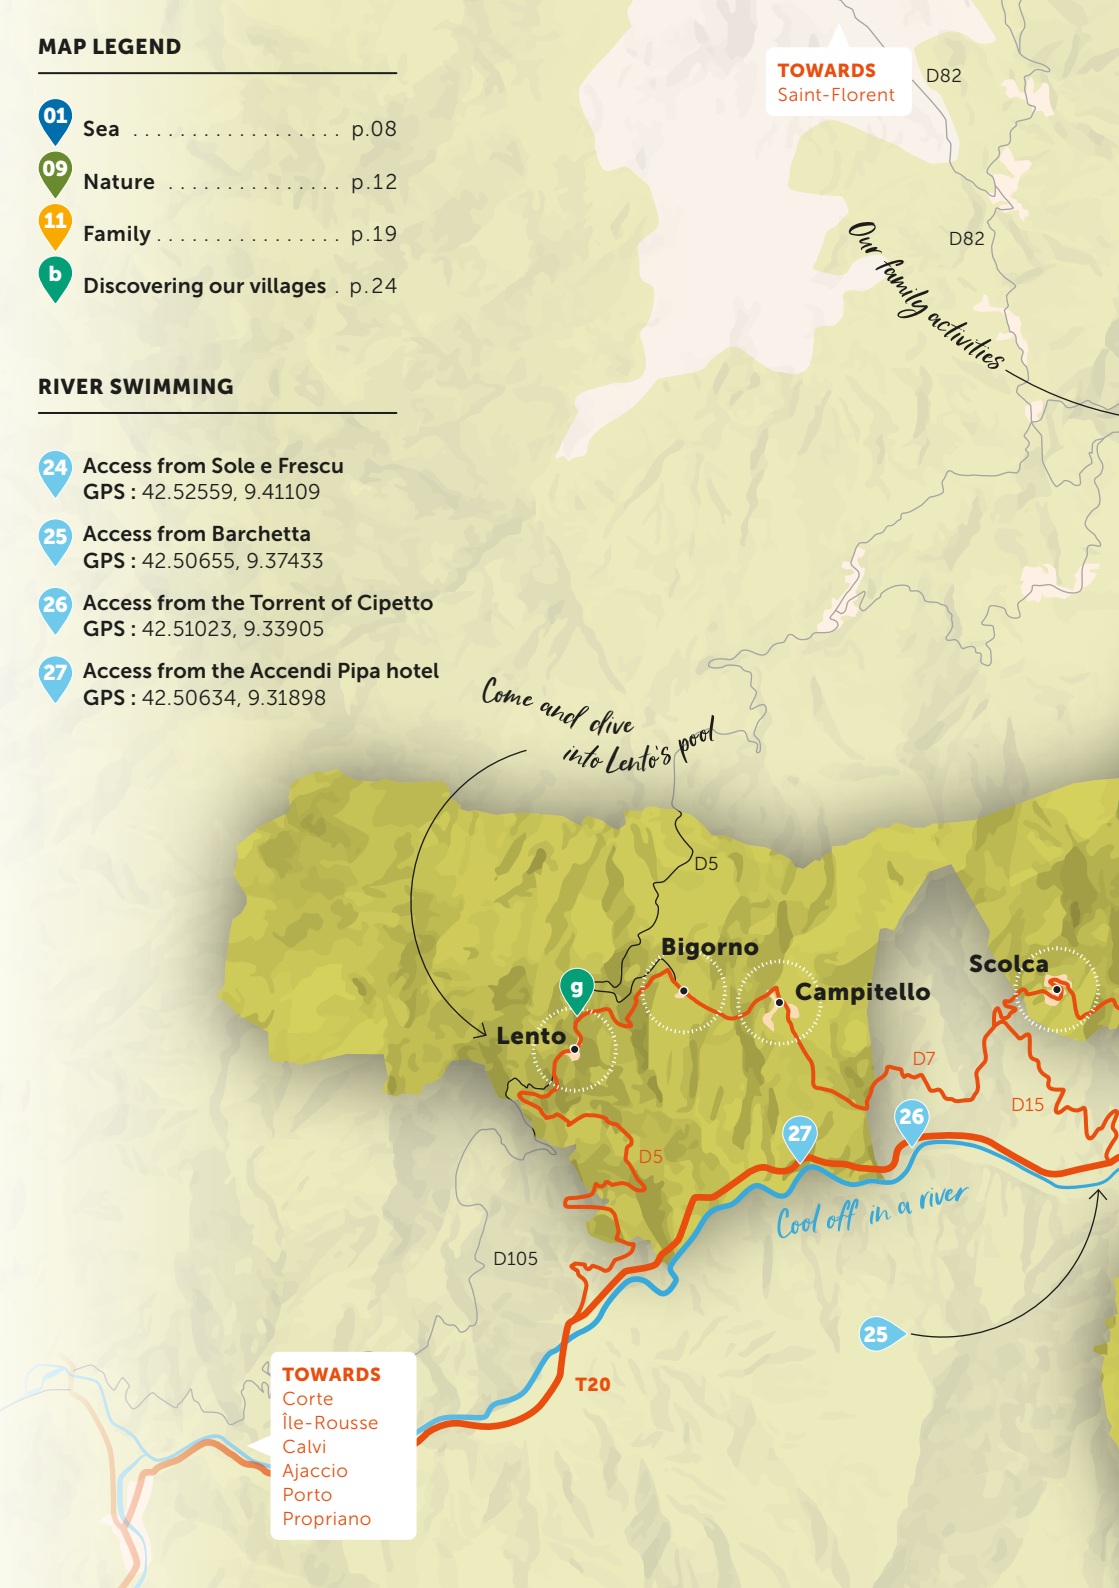 MAP LEGEND
01 Sea . . . . . . . . . . . . . . . . . . p.08
09 Nature . . . . . . . . . . . . . . . p.12
11 Family . . . . . . . . . . . . . . . . p.19
b Discovering our villages . p.24
RIVER SWIMMING
24 Access from Sole e Frescu
GPS : 42.52559, 9.41109
25 Access from Barchetta
GPS : 42.50655, 9.37433
26 Access from the Torrent of Cipetto
GPS : 42.51023, 9.33905
27 Access from the Accendi Pipa hotel
GPS : 42.50634, 9.31898
TOWARDS
Saint-Florent
D82
D82
Our family activities
Come and dive
into Lento's pool
D5
Bigorno
Scolca
g
Campitello
Lento
D7
D15
26
27
D5
Cool off in a river
D105
25
T20
TOWARDS
Corte
Île-Rousse
Calvi
Ajaccio
Porto
Propriano